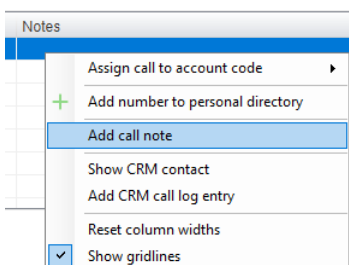 Notes
Assign call to account code
Add number to personal directory
Add call note
Show CRM contact
Add CRM call log entry
Reset column widths
Show gridlines